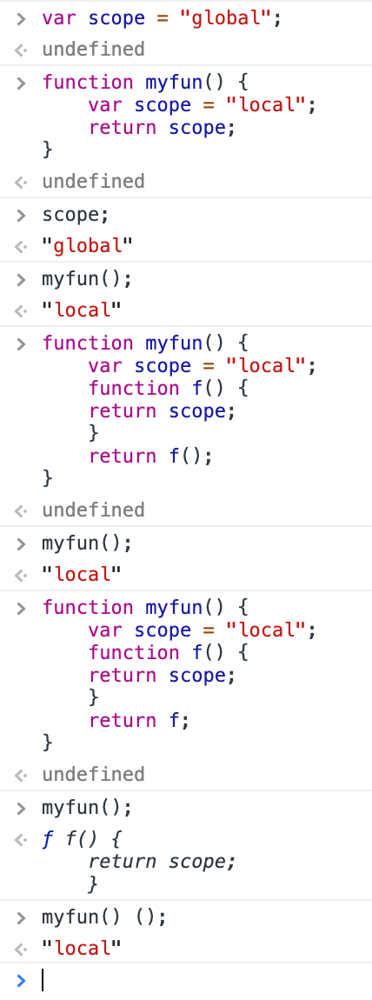 > var scope = "global";
<· undefined
> function myfun() {
var scope = "local";
return scope;
}
<· undefined
> scope;
<· "global"
> myfun();
<· "local"
> function myfun() {
var scope = "local";
function f() {
return scope;
}
return f();
}
<· undefined
> myfun();
<· "local"
> function myfun() {
var scope = "local";
function f() {
return scope;
}
return f;
}
<· undefined
> myfun();
<· ƒ f() {
return scope;
}
> myfun() ();
<· "local"
>